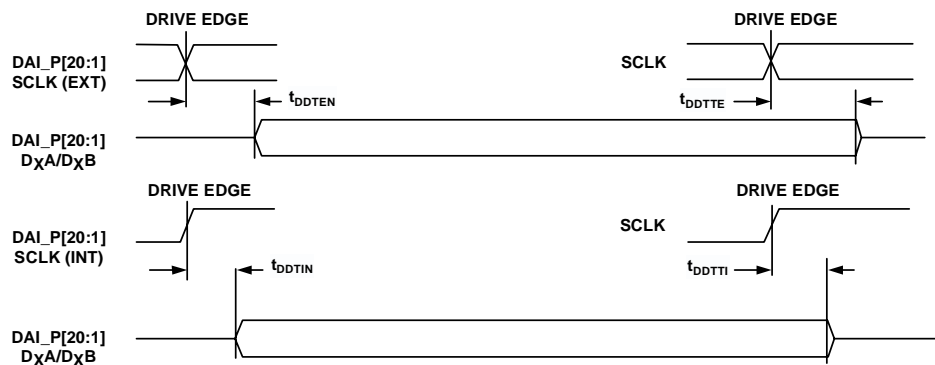 DRIVE EDGE DRIVE EDGE
DAI_P[20:1]
SCLK (EXT)
SCLK
tDDTEN
tDDTTE
DAI_P[20:1]
DXA/DXB
DRIVE EDGE DRIVE EDGE
DAI_P[20:1]
SCLK (INT)
SCLK
tDDTIN
tDDTTI
DAI_P[20:1]
DXA/DXB